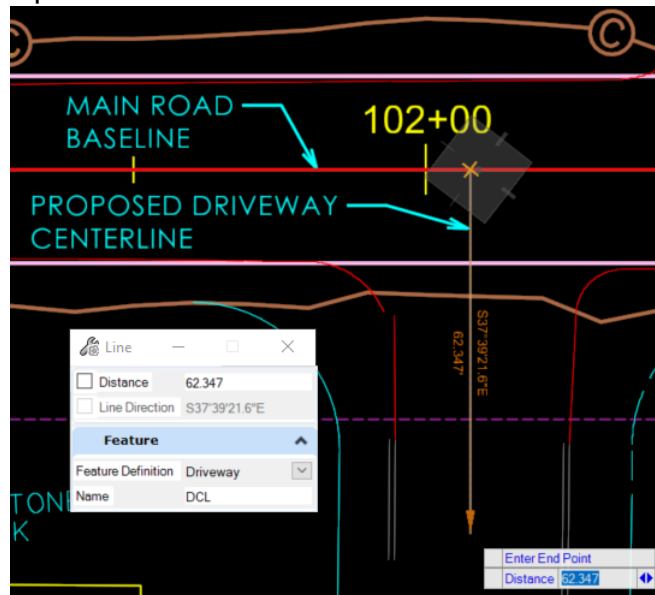 C
C
MAIN ROAD
BASELINE
102+00
PROPOSED DRIVEWAY
CENTERLINE
S37°39'21.6"E
62.347'
Line
Distance 62.347
Line Direction S37°39'21.6"E
Feature
Feature Definition Driveway
Name DCL
TONE
K
Enter End Point
Distance 62.347